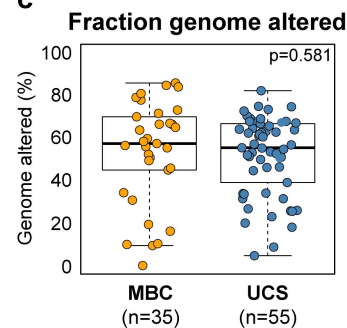 c
Fraction genome altered
p=0.581
Genome altered (%)
100
80
60
40
20
0
MBC
UCS
(n=35)
(n=55)